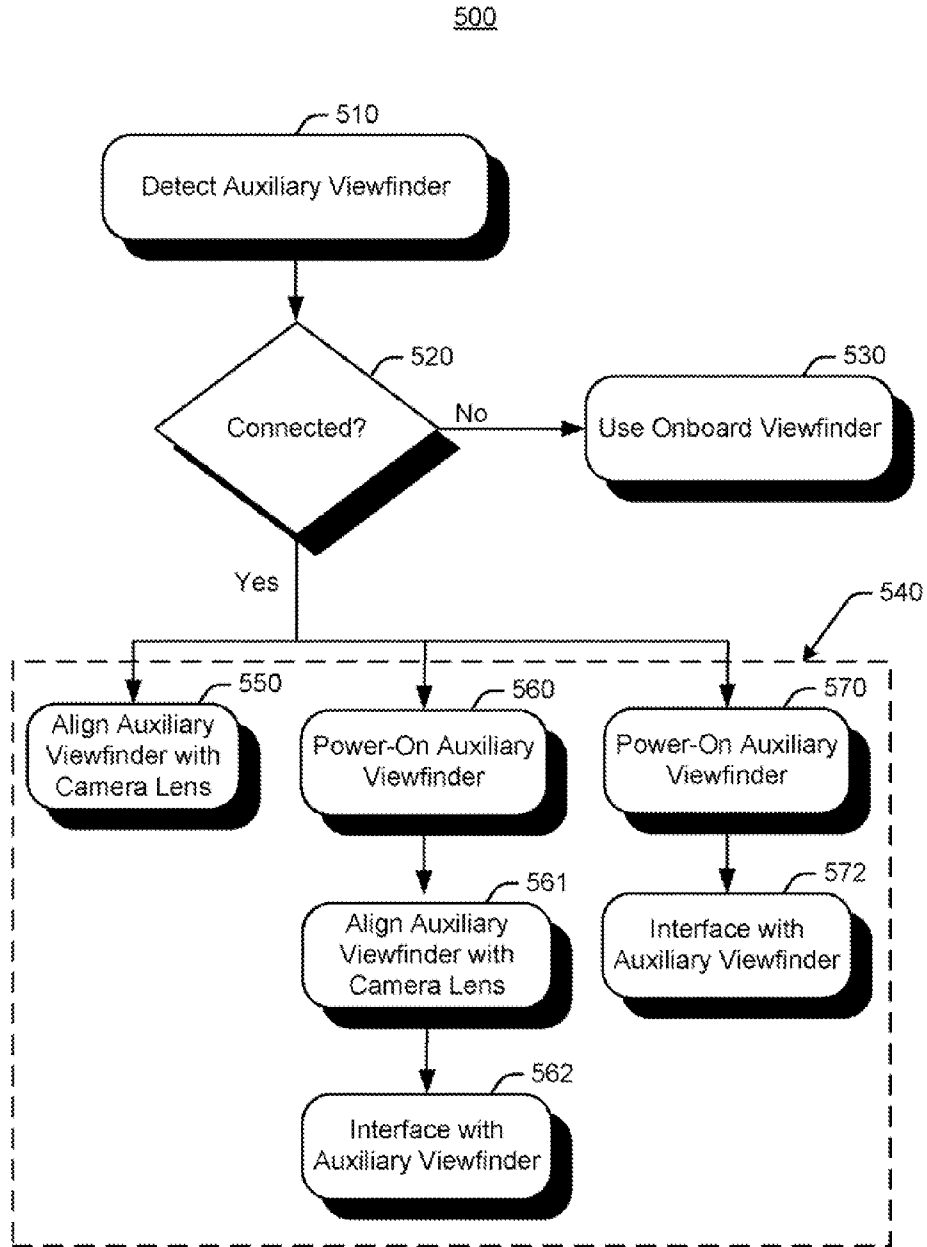 500
510
Detect Auxiliary Viewfinder
520
Connected?
No
530
Use Onboard Viewfinder
Yes
540
550
Align Auxiliary
Viewfinder with
Camera Lens
560
Power-On Auxiliary
Viewfinder
570
Power-On Auxiliary
Viewfinder
561
Align Auxiliary
Viewfinder with
Camera Lens
572
Interface with
Auxiliary Viewfinder
562
Interface with
Auxiliary Viewfinder